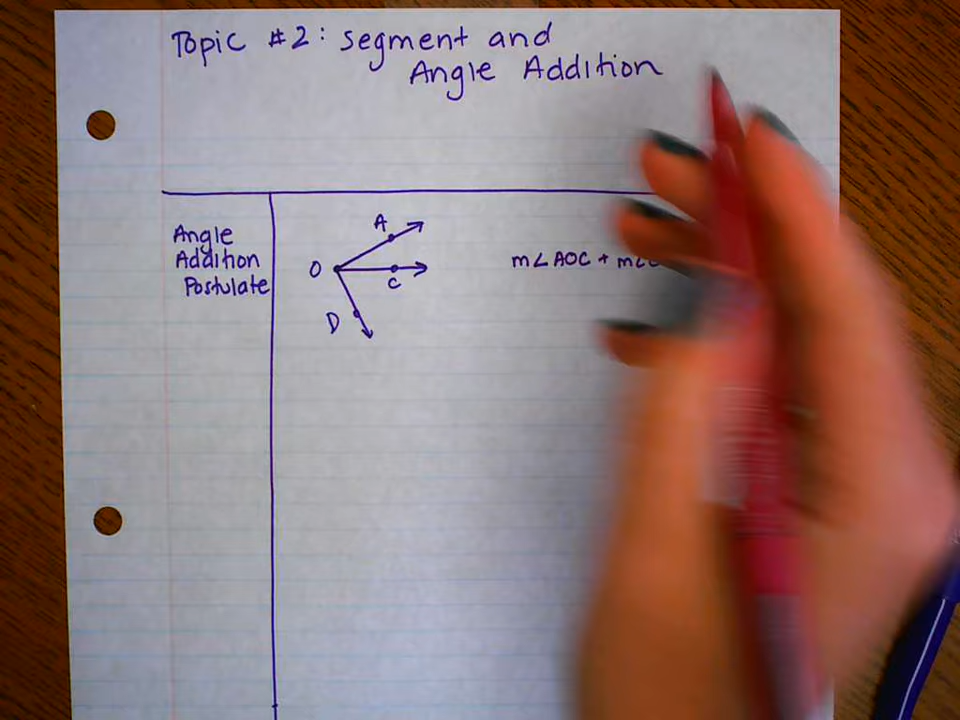 Topic #2: Segment and
Angle Addition
Angle
Addition
Postulate
A
O
C
D
m∠AOC + m∠